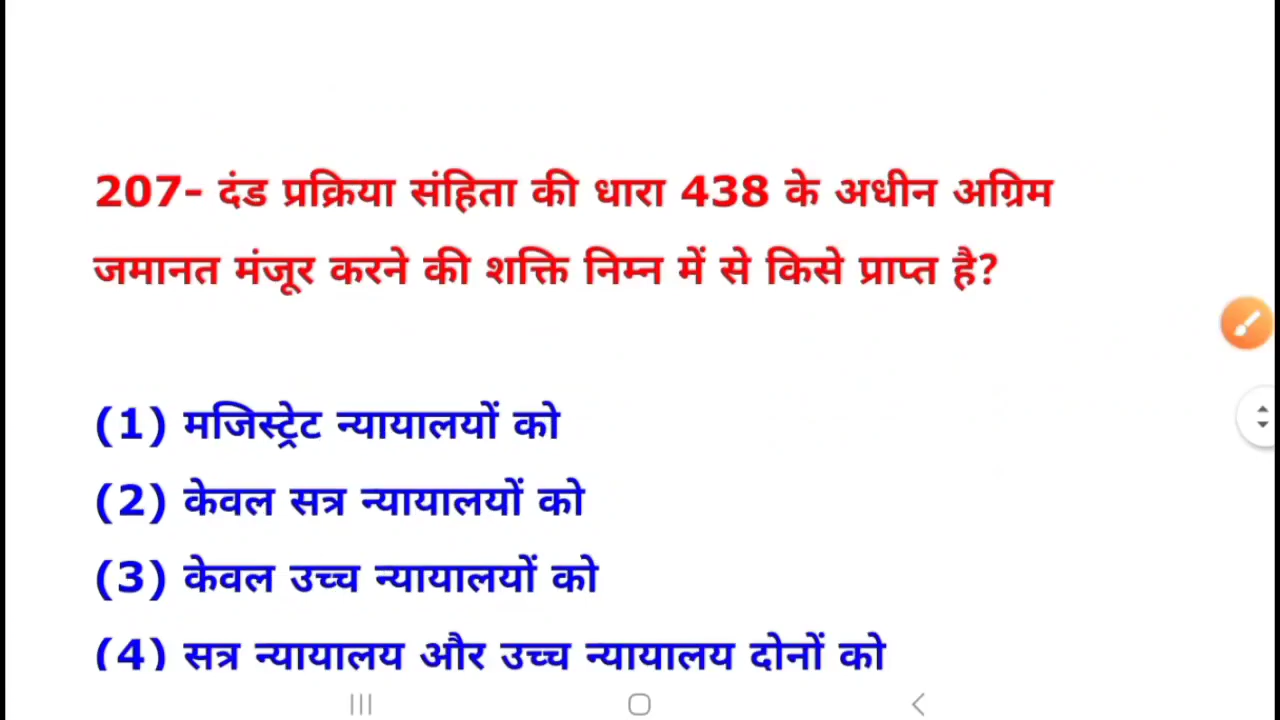 207- दंड प्रक्रिया संहिता की धारा 438 के अधीन अग्रिम
जमानत मंजूर करने की शक्ति निम्न में से किसे प्राप्त है?
(1) मजिस्ट्रेट न्यायालयों को
(2) केवल सत्र न्यायालयों को
(3) केवल उच्च न्यायालयों को
(4) सत्र न्यायालय और उच्च न्यायालय दोनों को